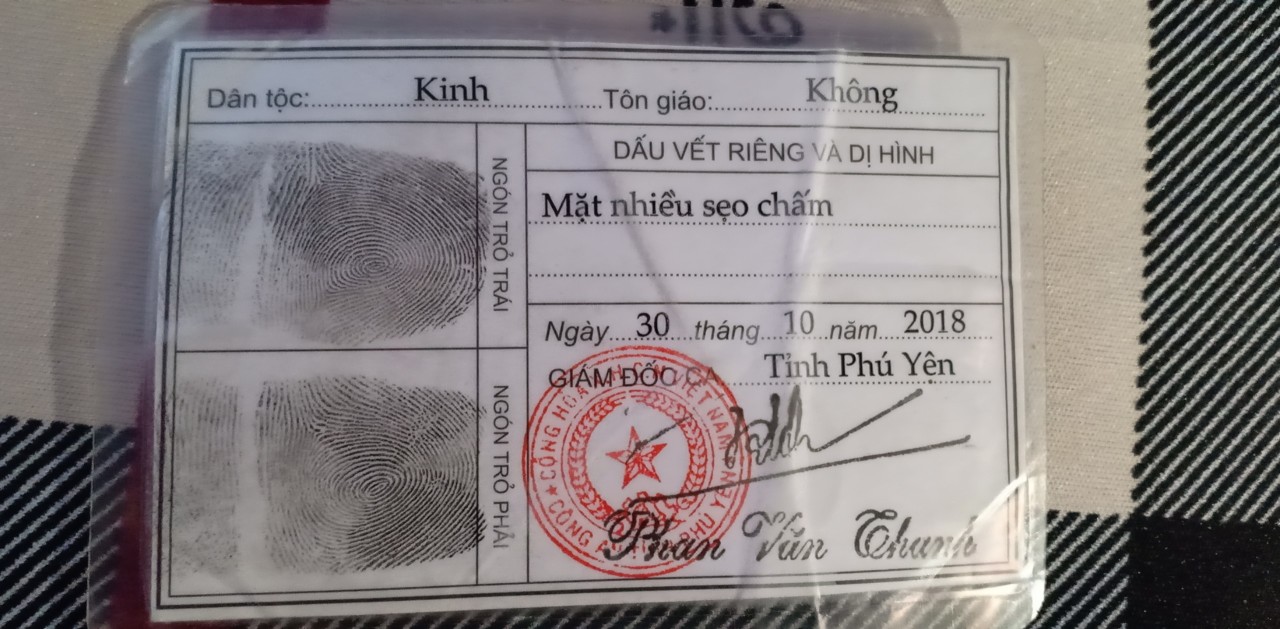 Dân tộc: Kinh Tôn giáo: Không
NGÓN TRỎ TRÁI
DẤU VẾT RIÊNG VÀ DỊ HÌNH
Mặt nhiều sẹo chấm
Ngày 30 tháng 10 năm 2018
GIÁM ĐỐC CA Tỉnh Phú Yên
NGÓN TRỎ PHẢI
Phan Văn Thanh